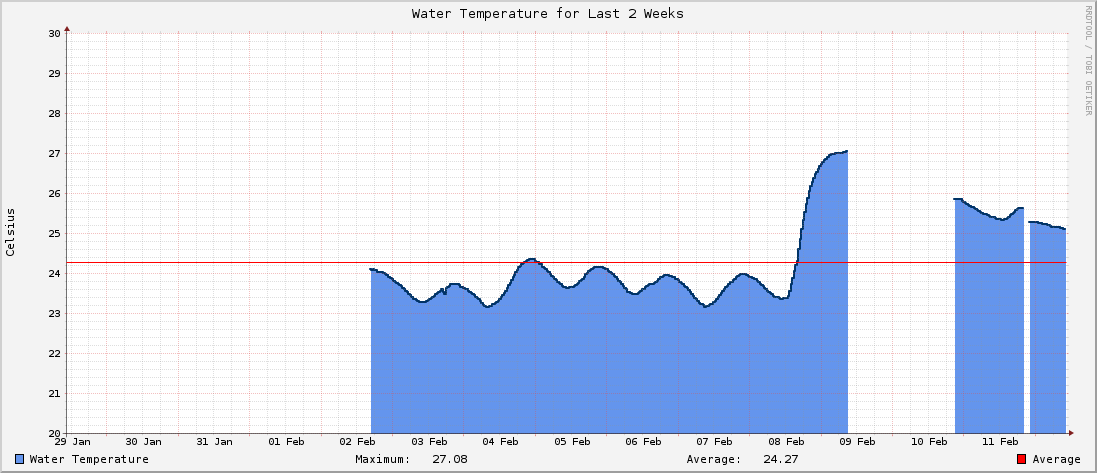 Water Temperature for Last 2 Weeks
RRDTOOL / TOBI OETIKER
Celsius
30
29
28
27
26
25
24
23
22
21
20
29 Jan 30 Jan 31 Jan 01 Feb 02 Feb 03 Feb 04 Feb 05 Feb 06 Feb 07 Feb 08 Feb 09 Feb 10 Feb 11 Feb
Water Temperature Maximum: 27.08 Average: 24.27 Average